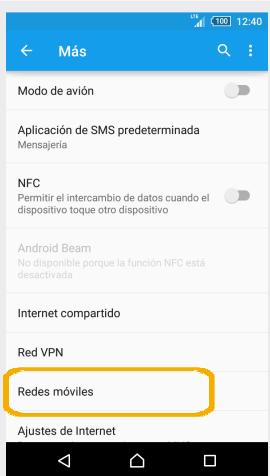 LTE 100 12:40
Más
Modo de avión
Aplicación de SMS predeterminada
Mensajería
NFC
Permitir el intercambio de datos cuando el
dispositivo toque otro dispositivo
Android Beam
No disponible porque la función NFC está
desactivada
Internet compartido
Red VPN
Redes móviles
Ajustes de Internet